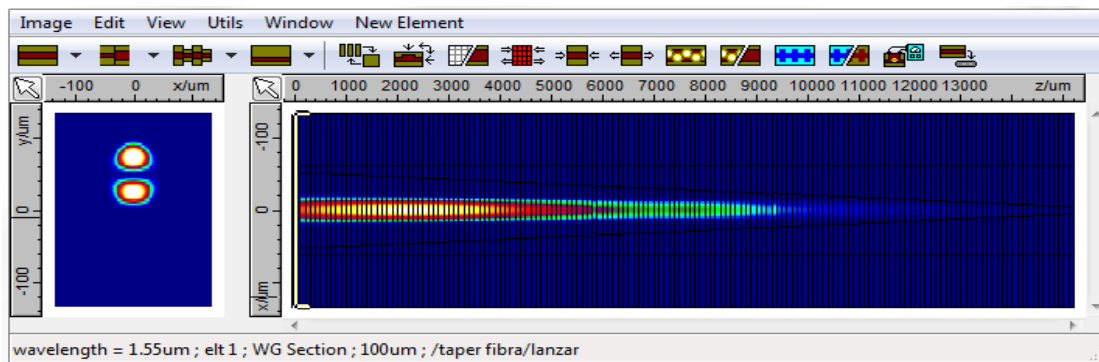 Image Edit View Utils Window New Element
-100 0 x/um
0 1000 2000 3000 4000 5000 6000 7000 8000 9000 10000 11000 12000 13000 z/um
y/um
0
-100
-100
0
x/um
wavelength = 1.55um ; elt 1 ; WG Section ; 100um ; /taper fibra/lanzar